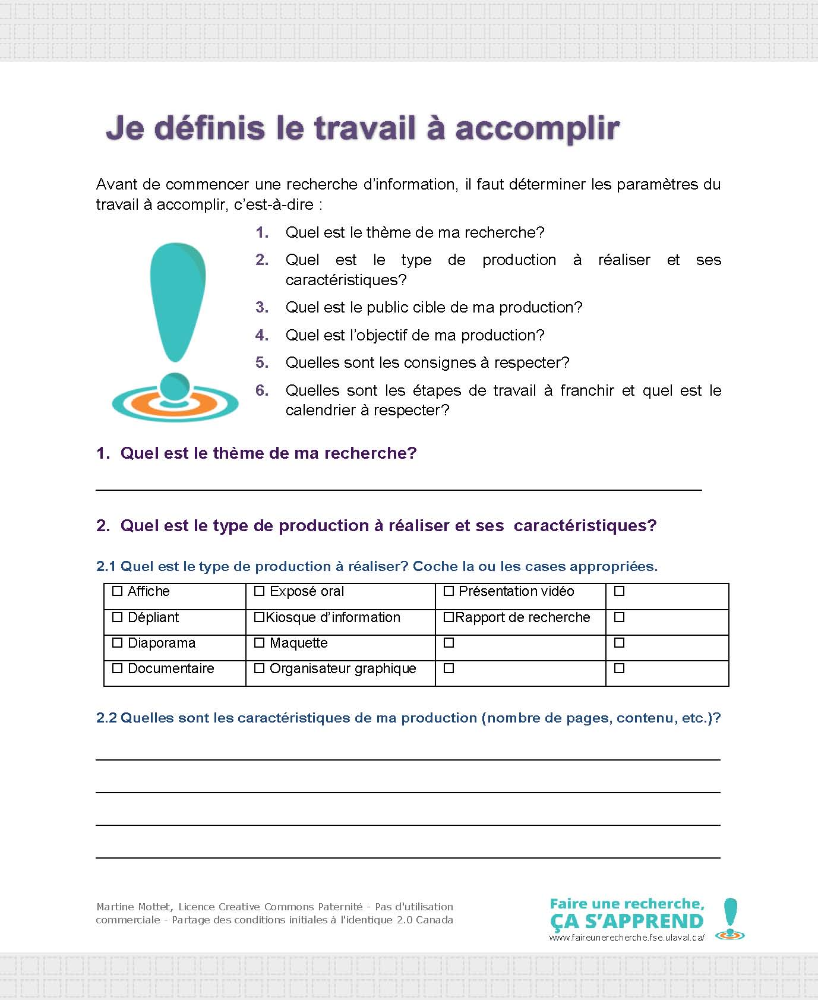 Je définis le travail à accomplir
Avant de commencer une recherche d’information, il faut déterminer les paramètres du
travail à accomplir, c’est-à-dire :
1. Quel est le thème de ma recherche?
2. Quel est le type de production à réaliser et ses
caractéristiques?
3. Quel est le public cible de ma production?
4. Quel est l’objectif de ma production?
5. Quelles sont les consignes à respecter?
6. Quelles sont les étapes de travail à franchir et quel est le
calendrier à respecter?
1. Quel est le thème de ma recherche?
2. Quel est le type de production à réaliser et ses caractéristiques?
2.1 Quel est le type de production à réaliser? Coche la ou les cases appropriées.
☐ Affiche ☐ Exposé oral ☐ Présentation vidéo ☐
☐ Dépliant ☐Kiosque d’information ☐Rapport de recherche ☐
☐ Diaporama ☐ Maquette ☐ ☐
☐ Documentaire ☐ Organisateur graphique ☐ ☐
2.2 Quelles sont les caractéristiques de ma production (nombre de pages, contenu, etc.)?
Martine Mottet, Licence Creative Commons Paternité - Pas d'utilisation
commerciale - Partage des conditions initiales à l'identique 2.0 Canada
Faire une recherche,
ÇA S’APPREND
www.faireunerecherche.fse.ulaval.ca/